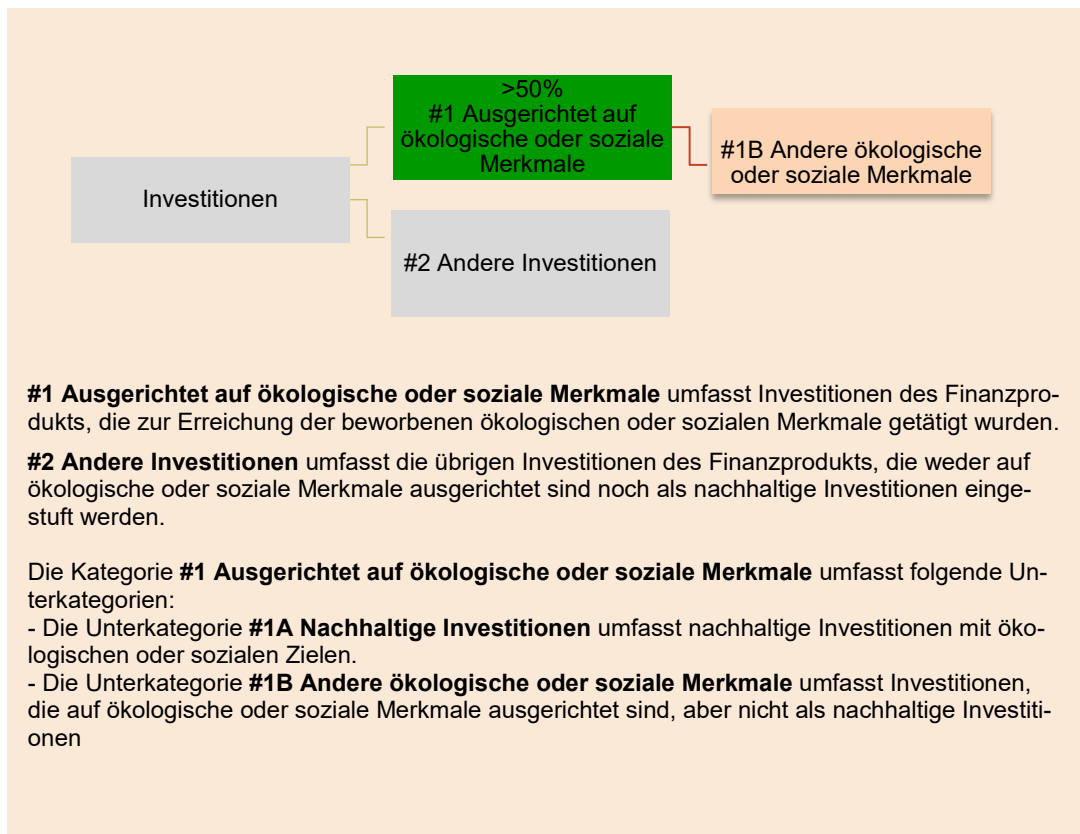 >50%
#1 Ausgerichtet auf
ökologische oder soziale
Merkmale
#1B Andere ökologische
oder soziale Merkmale
Investitionen
#2 Andere Investitionen
#1 Ausgerichtet auf ökologische oder soziale Merkmale umfasst Investitionen des Finanzpro-
dukts, die zur Erreichung der beworbenen ökologischen oder sozialen Merkmale getätigt wurden.
#2 Andere Investitionen umfasst die übrigen Investitionen des Finanzprodukts, die weder auf
ökologische oder soziale Merkmale ausgerichtet sind noch als nachhaltige Investitionen einge-
stuft werden.
Die Kategorie #1 Ausgerichtet auf ökologische oder soziale Merkmale umfasst folgende Un-
terkategorien:
- Die Unterkategorie #1A Nachhaltige Investitionen umfasst nachhaltige Investitionen mit öko-
logischen oder sozialen Zielen.
- Die Unterkategorie #1B Andere ökologische oder soziale Merkmale umfasst Investitionen,
die auf ökologische oder soziale Merkmale ausgerichtet sind, aber nicht als nachhaltige Investiti-
onen